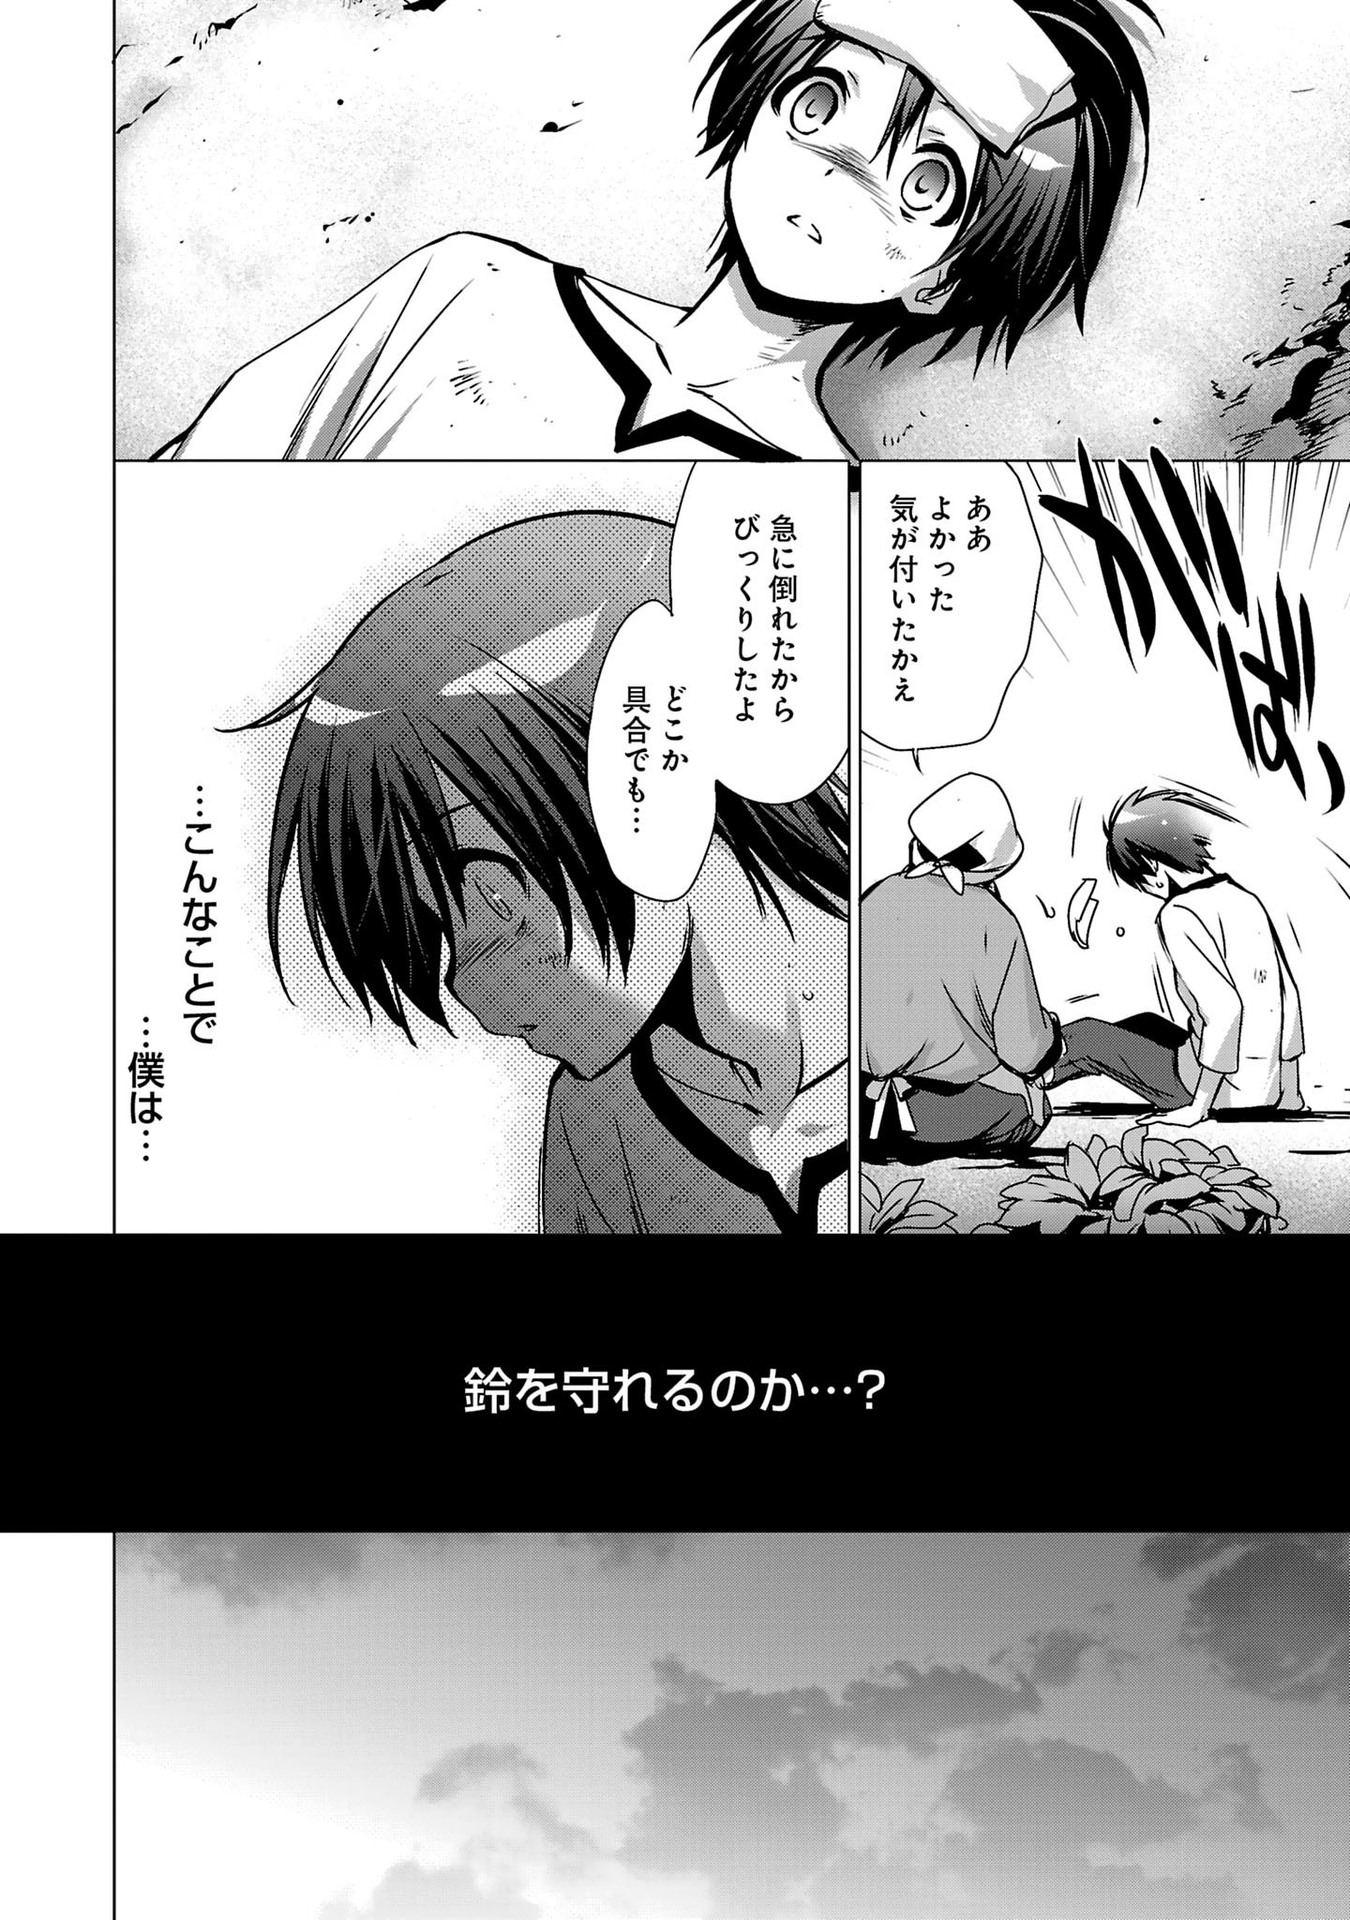 ああ
よかった
気が付いたかぇ
ガバッ
急に倒れたから
びっくりしたよ
どこか
具合でも…
…こんなことで
…僕は…
鈴を守れるのか…?